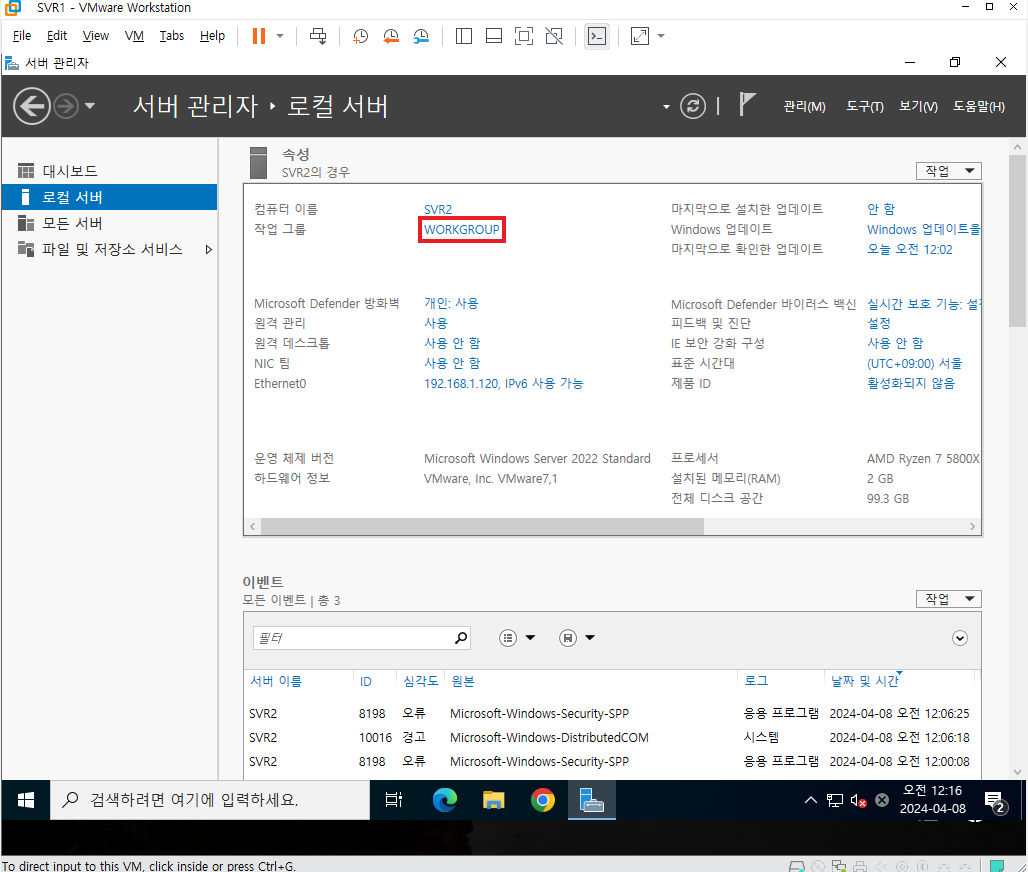 SVR1 - VMware Workstation
File Edit View VM Tabs Help
서버 관리자
서버 관리자 ‣ 로컬 서버
관리(M) 도구(T) 보기(V) 도움말(H)
대시보드
로컬 서버
모든 서버
파일 및 저장소 서비스
속성
SVR2의 경우
작업
컴퓨터 이름 SVR2
작업 그룹 WORKGROUP
마지막으로 설치한 업데이트 안 함
Windows 업데이트 Windows 업데이트을
마지막으로 확인한 업데이트 오늘 오전 12:02
Microsoft Defender 방화벽 개인: 사용
원격 관리 사용
원격 데스크톱 사용 안 함
NIC 팀 사용 안 함
Ethernet0 192.168.1.120, IPv6 사용 가능
Microsoft Defender 바이러스 백신 실시간 보호 기능: 설정
피드백 및 진단 설정
IE 보안 강화 구성 사용 안 함
표준 시간대 (UTC+09:00) 서울
제품 ID 활성화되지 않음
운영 체제 버전 Microsoft Windows Server 2022 Standard
하드웨어 정보 VMware, Inc. VMware7,1
프로세서 AMD Ryzen 7 5800X
설치된 메모리(RAM) 2 GB
전체 디스크 공간 99.3 GB
이벤트
모든 이벤트 | 총 3
작업
필터
서버 이름 ID 심각도 원본 로그 날짜 및 시간
SVR2 8198 오류 Microsoft-Windows-Security-SPP 응용 프로그램 2024-04-08 오전 12:06:25
SVR2 10016 경고 Microsoft-Windows-DistributedCOM 시스템 2024-04-08 오전 12:06:18
SVR2 8198 오류 Microsoft-Windows-Security-SPP 응용 프로그램 2024-04-08 오전 12:00:08
검색하려면 여기에 입력하세요.
오전 12:16
2024-04-08
2
To direct input to this VM, click inside or press Ctrl+G.